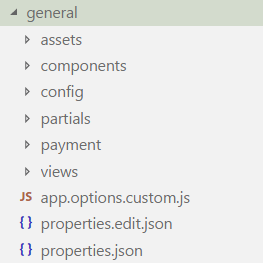 general
assets
components
config
partials
payment
views
JS app.options.custom.js
{ } properties.edit.json
{ } properties.json